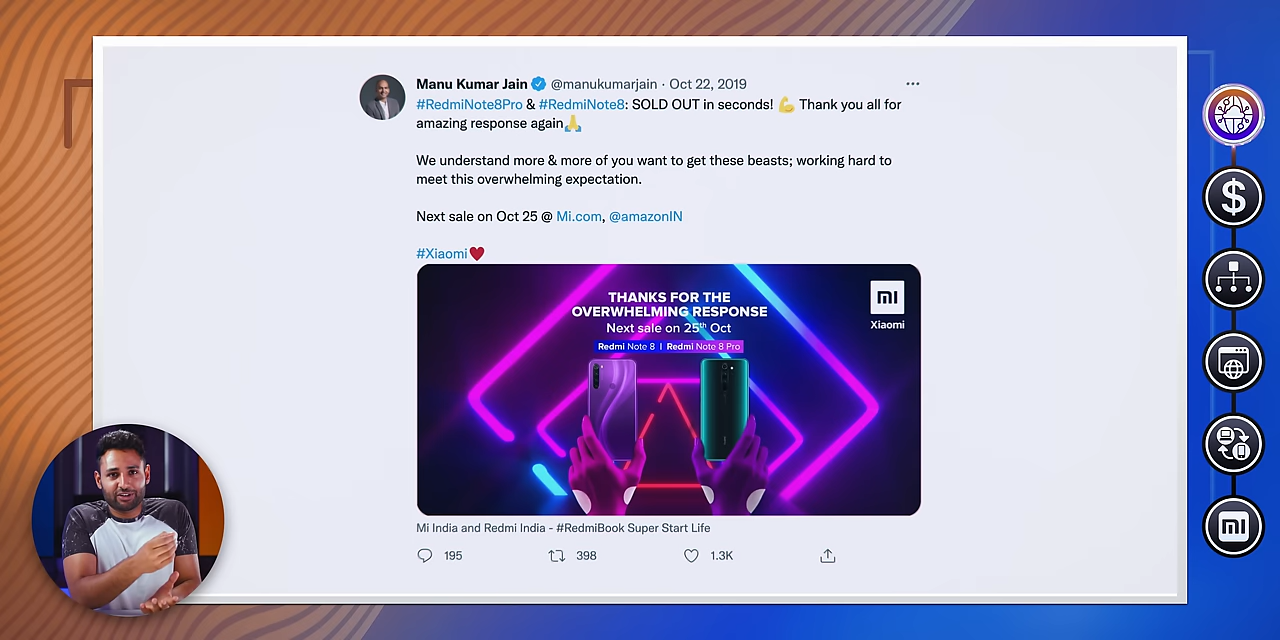 Manu Kumar Jain @manukumarjain · Oct 22, 2019
#RedmiNote8Pro & #RedmiNote8: SOLD OUT in seconds! 💪 Thank you all for
amazing response again🙏
We understand more & more of you want to get these beasts; working hard to
meet this overwhelming expectation.
Next sale on Oct 25 @ Mi.com, @amazonIN
#Xiaomi♥️
THANKS FOR THE
OVERWHELMING RESPONSE
Next sale on 25th Oct
Redmi Note 8 | Redmi Note 8 Pro
mi
Xiaomi
Mi India and Redmi India - #RedmiBook Super Start Life
195 398 1.3K
$
mi